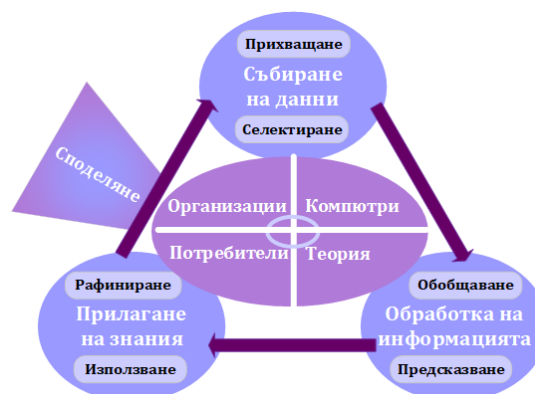 Прихващане
Събиране
на данни
Селектиране
Споделяне
Организации
Компютри
Потребители
Теория
Рафиниране
Прилагане
на знания
Използване
Обобщаване
Обработка на
информацията
Предсказване